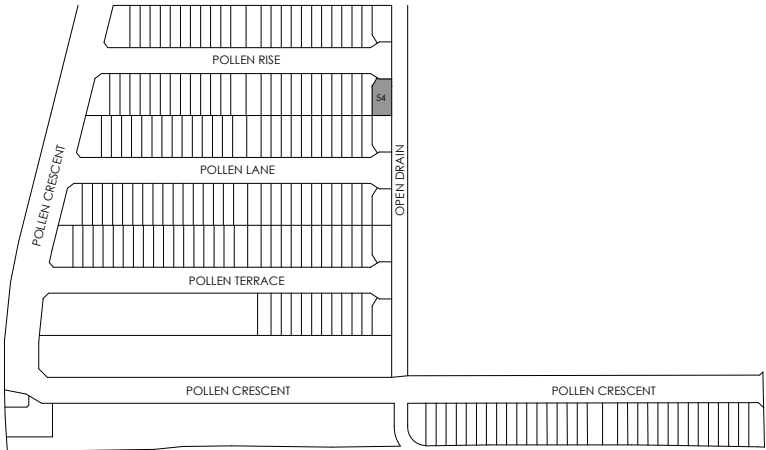 POLLEN RISE
54
POLLEN LANE
POLLEN CRESCENT
OPEN DRAIN
POLLEN TERRACE
POLLEN CRESCENT
POLLEN CRESCENT